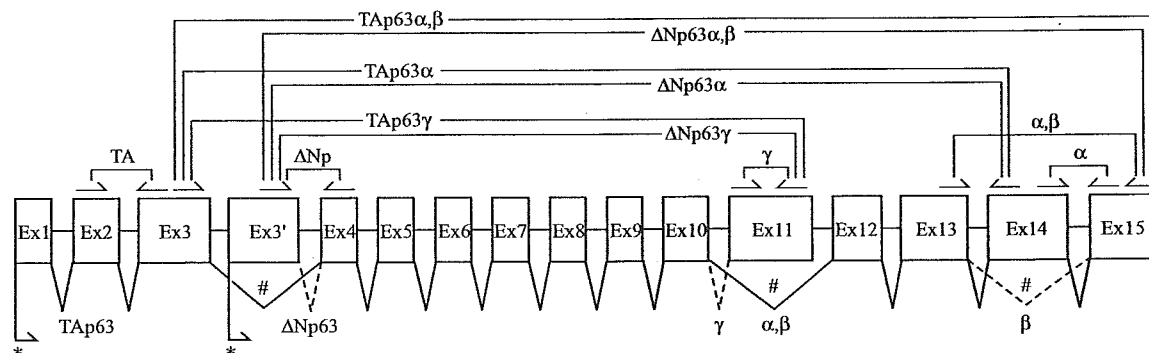 TAp63α,β
ΔNp63α,β
TAp63α
ΔNp63α
TAp63γ
ΔNp63γ
α,β
TA
ΔNp
γ
α
Ex1 Ex2 Ex3 Ex3' Ex4 Ex5 Ex6 Ex7 Ex8 Ex9 Ex10 Ex11 Ex12 Ex13 Ex14 Ex15
# # #
TAp63 ΔNp63 γ α,β β
* *